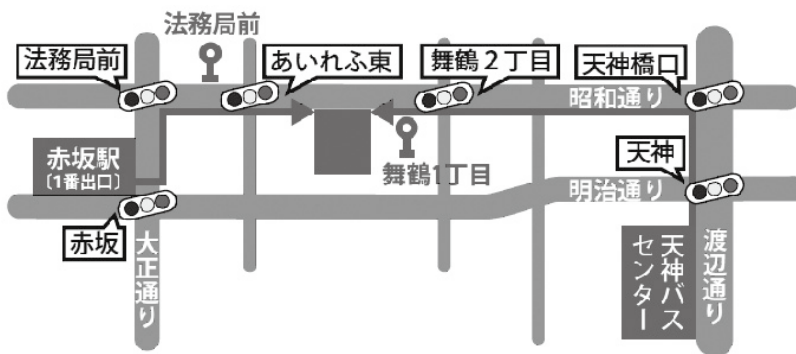 法務局前
法務局前
あいれふ東
舞鶴2丁目
天神橋口
昭和通り
赤坂駅
〔1番出口〕
舞鶴1丁目
天神
明治通り
赤坂
大正通り
天神バス
センター
渡辺通り